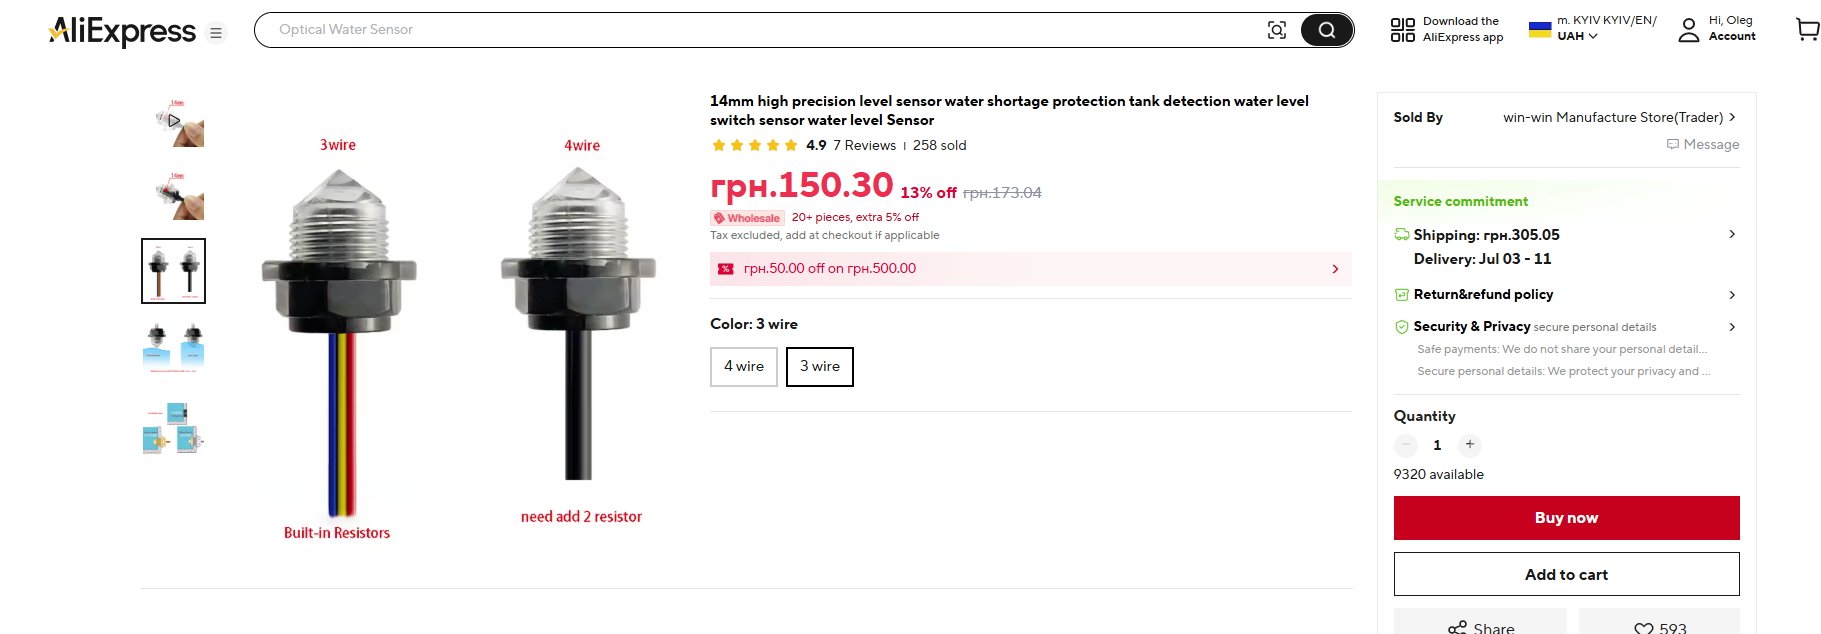 AliExpress
Optical Water Sensor
Download the
AliExpress app
m. KYIV KYIV/EN/
UAH
Hi, Oleg
Account
14mm
14mm
3wire
4wire
Built-in Resistors
need add 2 resistor
14mm high precision level sensor water shortage protection tank detection water level
switch sensor water level Sensor
4.9 7 Reviews 258 sold
грн.150.30 13% off грн.173.04
Wholesale 20+ pieces, extra 5% off
Tax excluded, add at checkout if applicable
грн.50.00 off on грн.500.00
Color: 3 wire
4 wire 3 wire
Sold By win-win Manufacture Store(Trader)
Message
Service commitment
Shipping: грн.305.05
Delivery: Jul 03 - 11
Return&refund policy
Security & Privacy secure personal details
Safe payments: We do not share your personal detail...
Secure personal details: We protect your privacy and ...
Quantity
1
9320 available
Buy now
Add to cart
Share 593